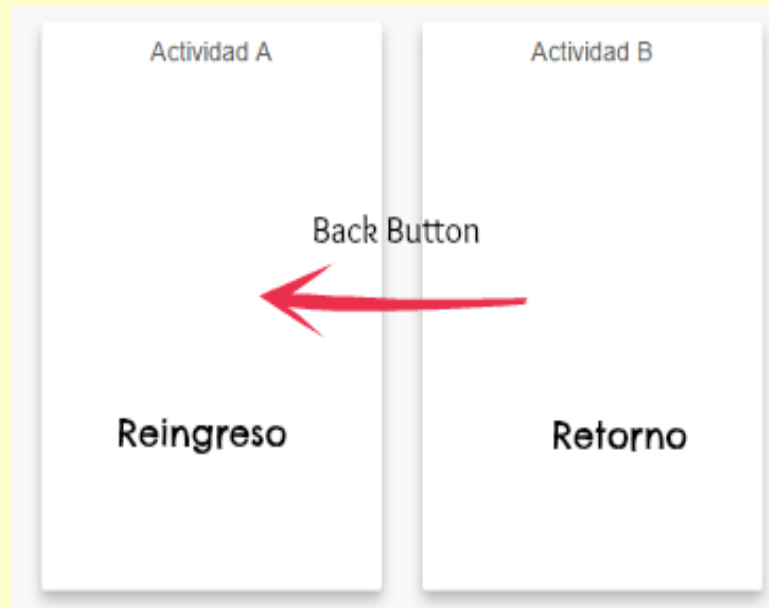 Actividad A
Actividad B
Back Button
Reingreso
Retorno